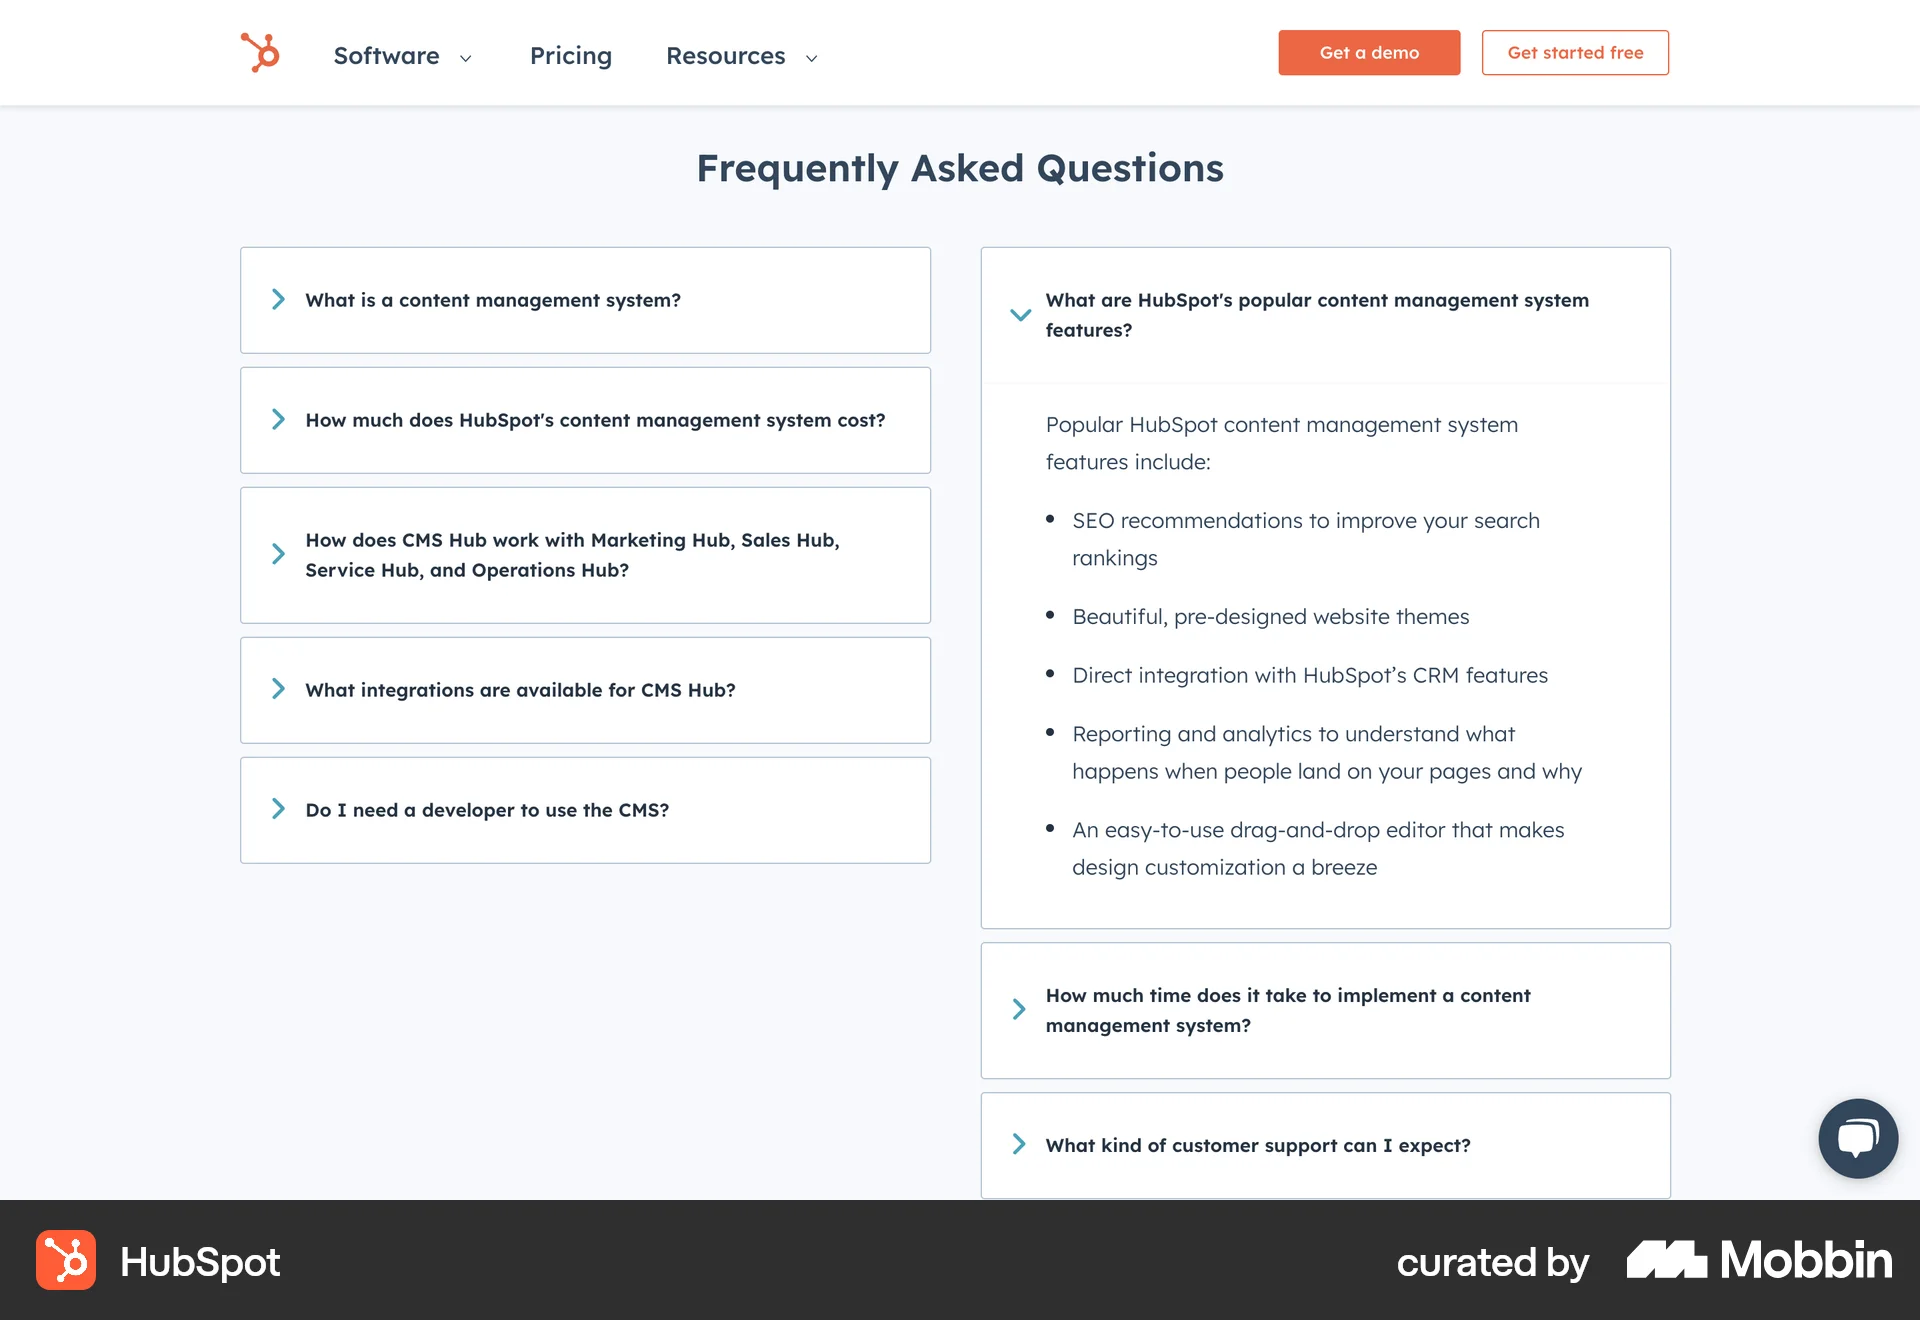 Software
Pricing
Resources
Get a demo
Get started free
Frequently Asked Questions
What is a content management system?
How much does HubSpot's content management system cost?
How does CMS Hub work with Marketing Hub, Sales Hub,
Service Hub, and Operations Hub?
What integrations are available for CMS Hub?
Do I need a developer to use the CMS?
What are HubSpot's popular content management system
features?
Popular HubSpot content management system
features include:
• SEO recommendations to improve your search
rankings
• Beautiful, pre-designed website themes
• Direct integration with HubSpot’s CRM features
• Reporting and analytics to understand what
happens when people land on your pages and why
• An easy-to-use drag-and-drop editor that makes
design customization a breeze
How much time does it take to implement a content
management system?
What kind of customer support can I expect?
HubSpot
curated by Mobbin